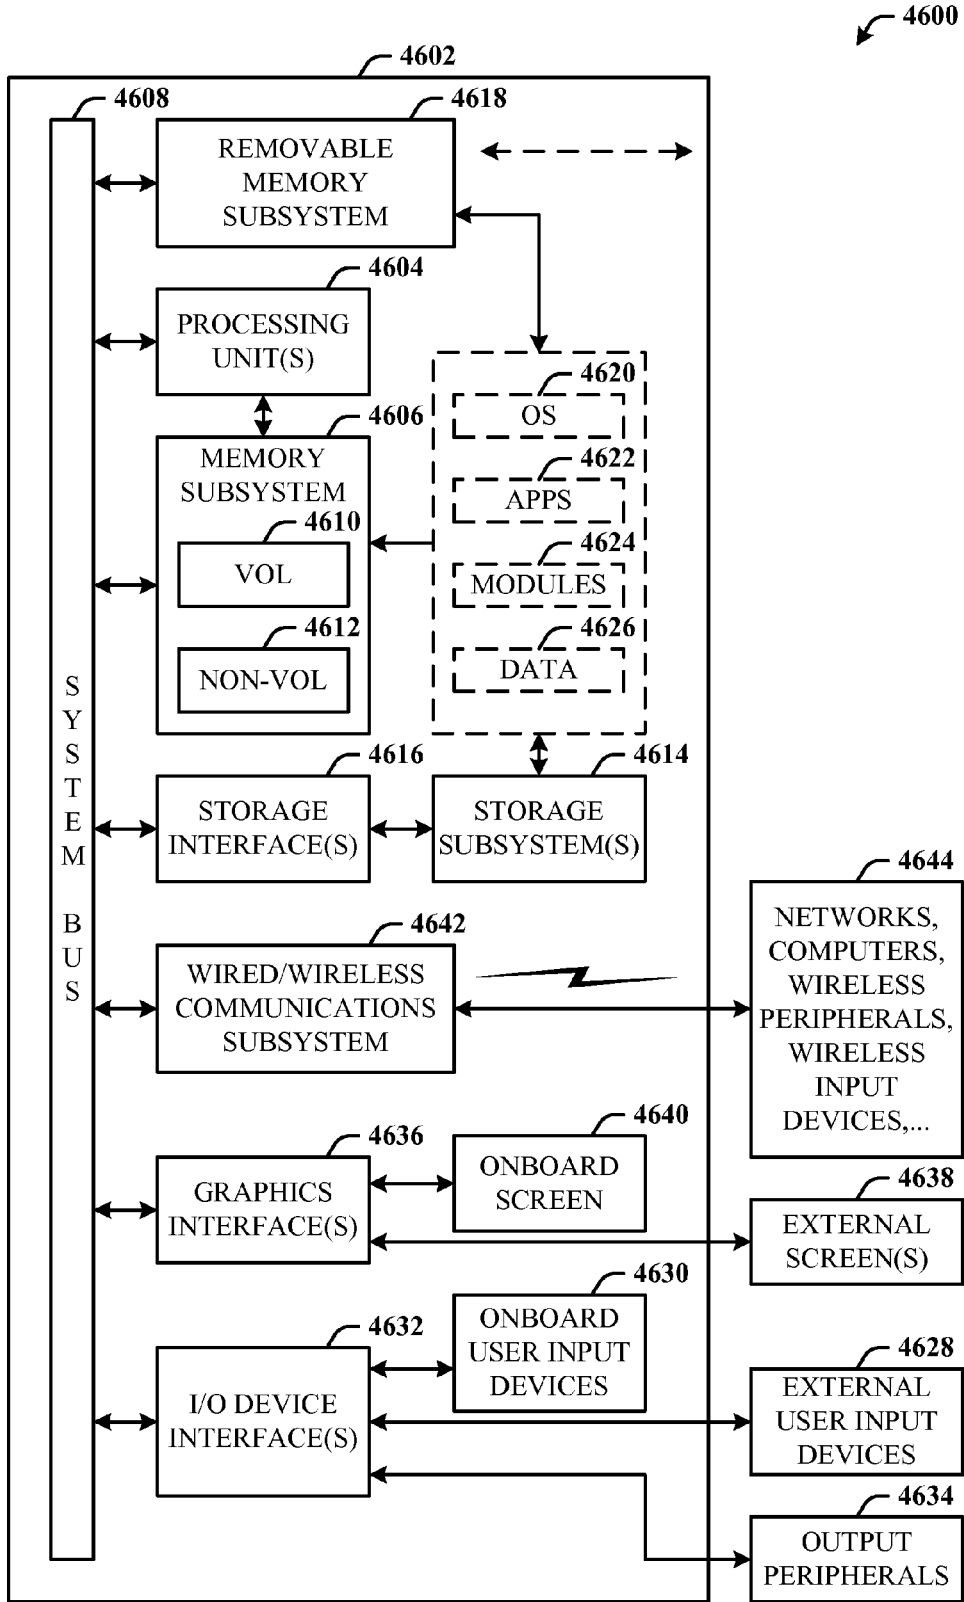 4600
4602
4608
4618
REMOVABLE
MEMORY
SUBSYSTEM
4604
PROCESSING
UNIT(S)
4606
MEMORY
SUBSYSTEM
4610
VOL
4612
NON-VOL
4620
OS
4622
APPS
4624
MODULES
4626
DATA
SYSTEM BUS
4616
STORAGE
INTERFACE(S)
4614
STORAGE
SUBSYSTEM(S)
4642
WIRED/WIRELESS
COMMUNICATIONS
SUBSYSTEM
4644
NETWORKS,
COMPUTERS,
WIRELESS
PERIPHERALS,
WIRELESS
INPUT
DEVICES,...
4636
GRAPHICS
INTERFACE(S)
4640
ONBOARD
SCREEN
4638
EXTERNAL
SCREEN(S)
4632
I/O DEVICE
INTERFACE(S)
4630
ONBOARD
USER INPUT
DEVICES
4628
EXTERNAL
USER INPUT
DEVICES
4634
OUTPUT
PERIPHERALS